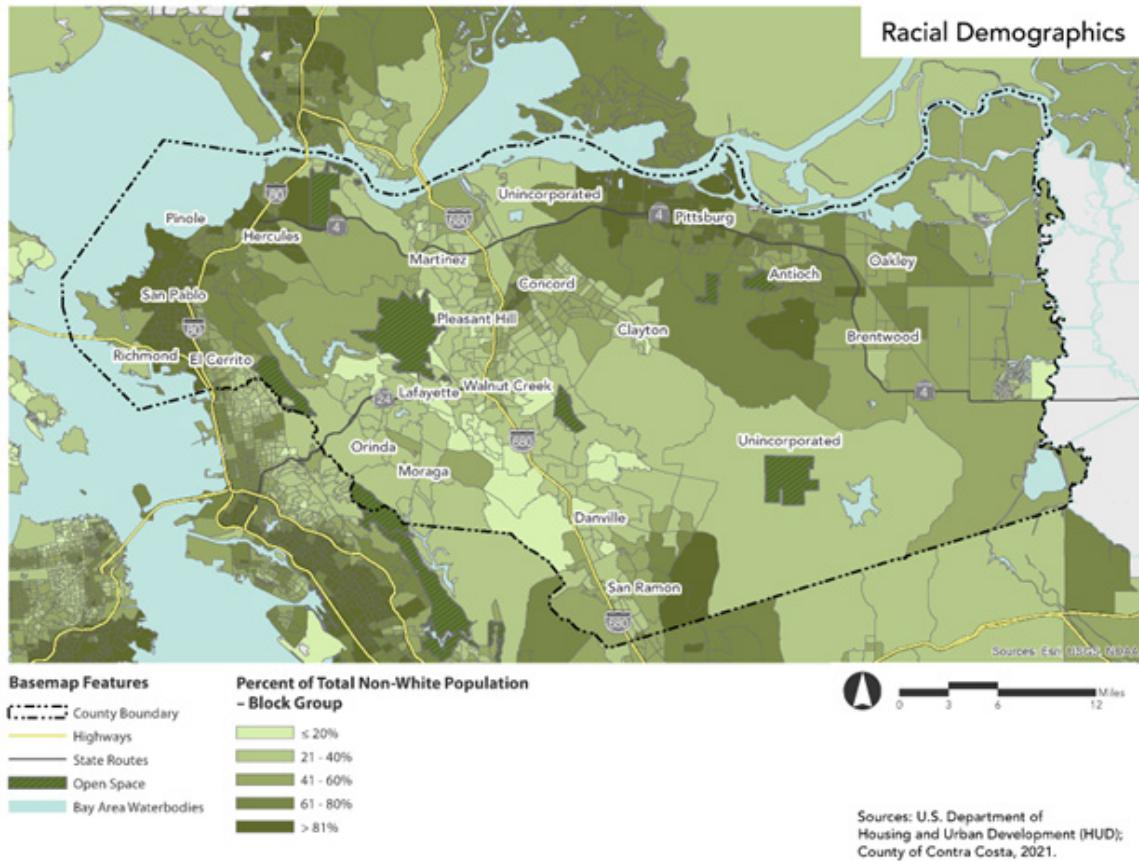 Racial Demographics
Unincorporated
80
Pinole
680
4
Pittsburg
Hercules
4
Martinez
Antioch
Oakley
San Pablo
Concord
80
Pleasant Hill
Clayton
Brentwood
Richmond
El Cerrito
Lafayette
Walnut Creek
24
4
Orinda
680
Unincorporated
Moraga
Danville
San Ramon
680
Sources: Esri, USGS, NOAA
Basemap Features
County Boundary
Highways
State Routes
Open Space
Bay Area Waterbodies
Percent of Total Non-White Population
– Block Group
≤ 20%
21 - 40%
41 - 60%
61 - 80%
> 81%
Miles
0 3 6 12
Sources: U.S. Department of
Housing and Urban Development (HUD);
County of Contra Costa, 2021.